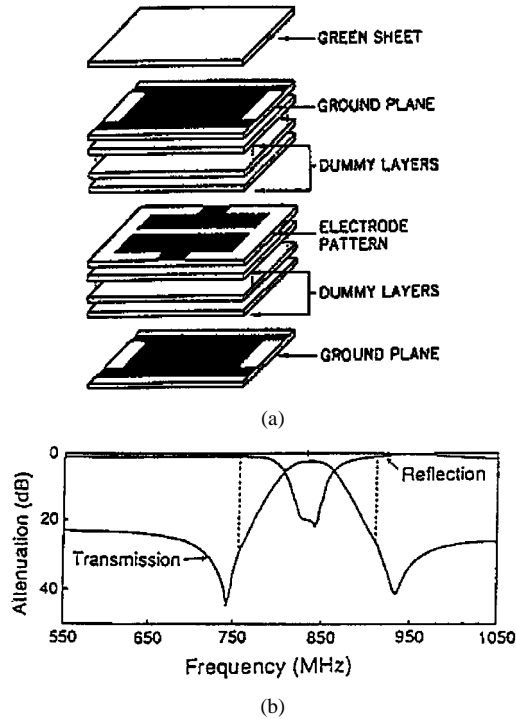 GREEN SHEET
GROUND PLANE
DUMMY LAYERS
ELECTRODE
PATTERN
DUMMY LAYERS
GROUND PLANE
(a)
0
20
40
Attenuation (dB)
Reflection
Transmission
550
650
750
850
950
1050
Frequency (MHz)
(b)